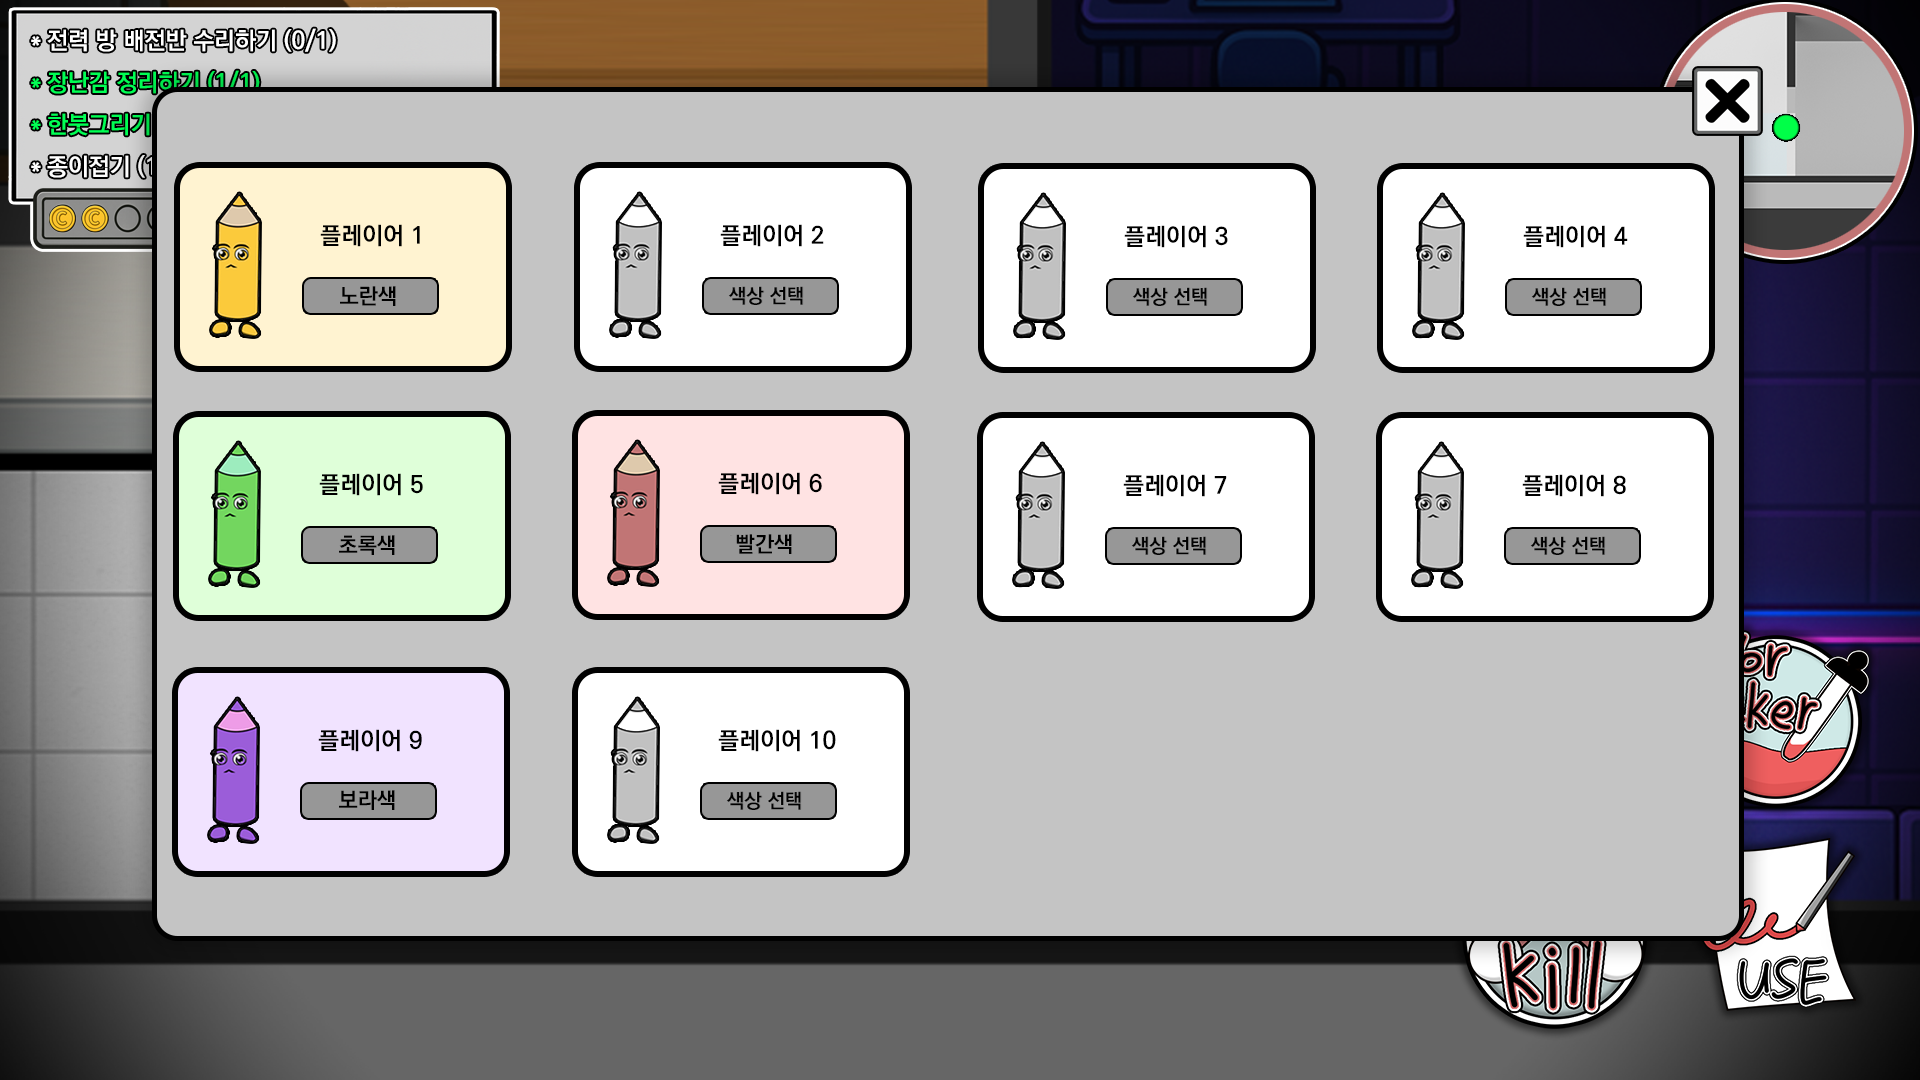 * 전력 방 배전반 수리하기 (0/1)
* 장난감 정리하기 (1/1)
* 한붓그리기
* 종이접기 (1
플레이어 1
노란색
플레이어 2
색상 선택
플레이어 3
색상 선택
플레이어 4
색상 선택
플레이어 5
초록색
플레이어 6
빨간색
플레이어 7
색상 선택
플레이어 8
색상 선택
플레이어 9
보라색
플레이어 10
색상 선택
or
ker
kill
USE